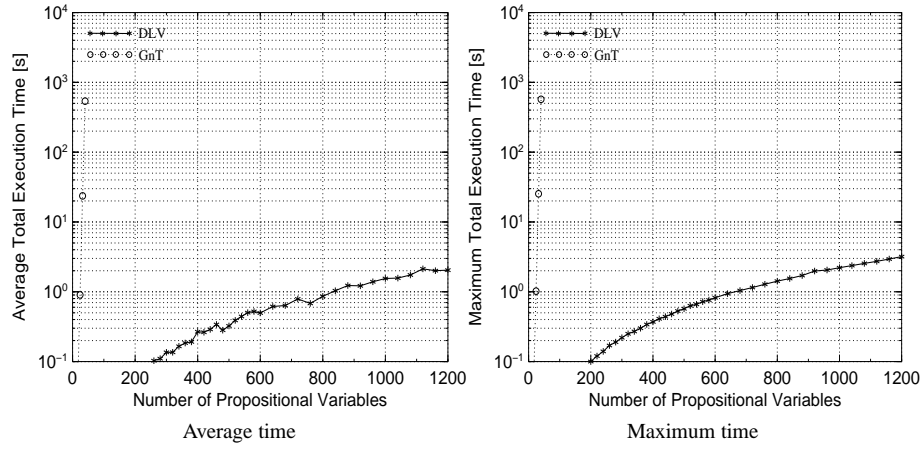 10^4
DLV
GnT
10^3
10^2
10^1
10^0
10^-1
Average Total Execution Time [s]
0 200 400 600 800 1000 1200
Number of Propositional Variables
Average time
10^4
DLV
GnT
10^3
10^2
10^1
10^0
10^-1
Maximum Total Execution Time [s]
0 200 400 600 800 1000 1200
Number of Propositional Variables
Maximum time